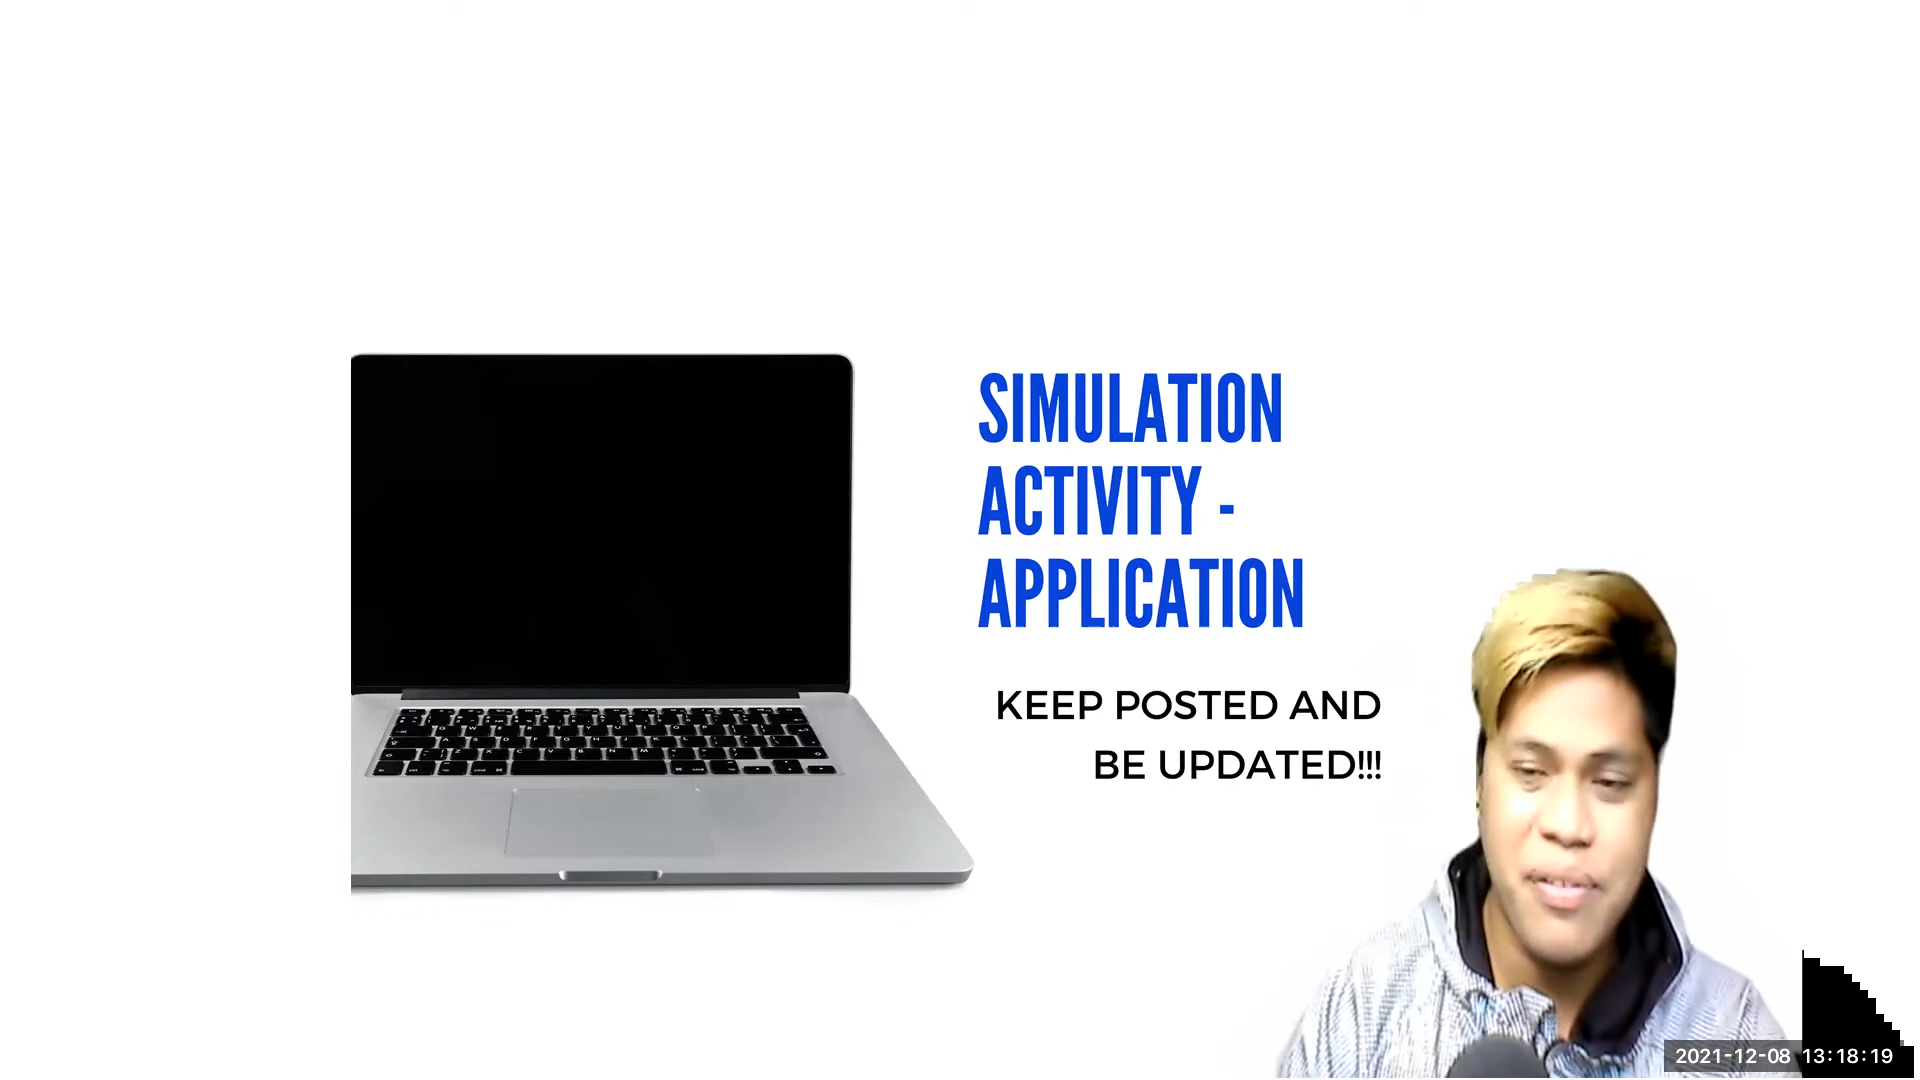 SIMULATION
ACTIVITY -
APPLICATION
KEEP POSTED AND
BE UPDATED!!!
2021-12-08 13:18:19